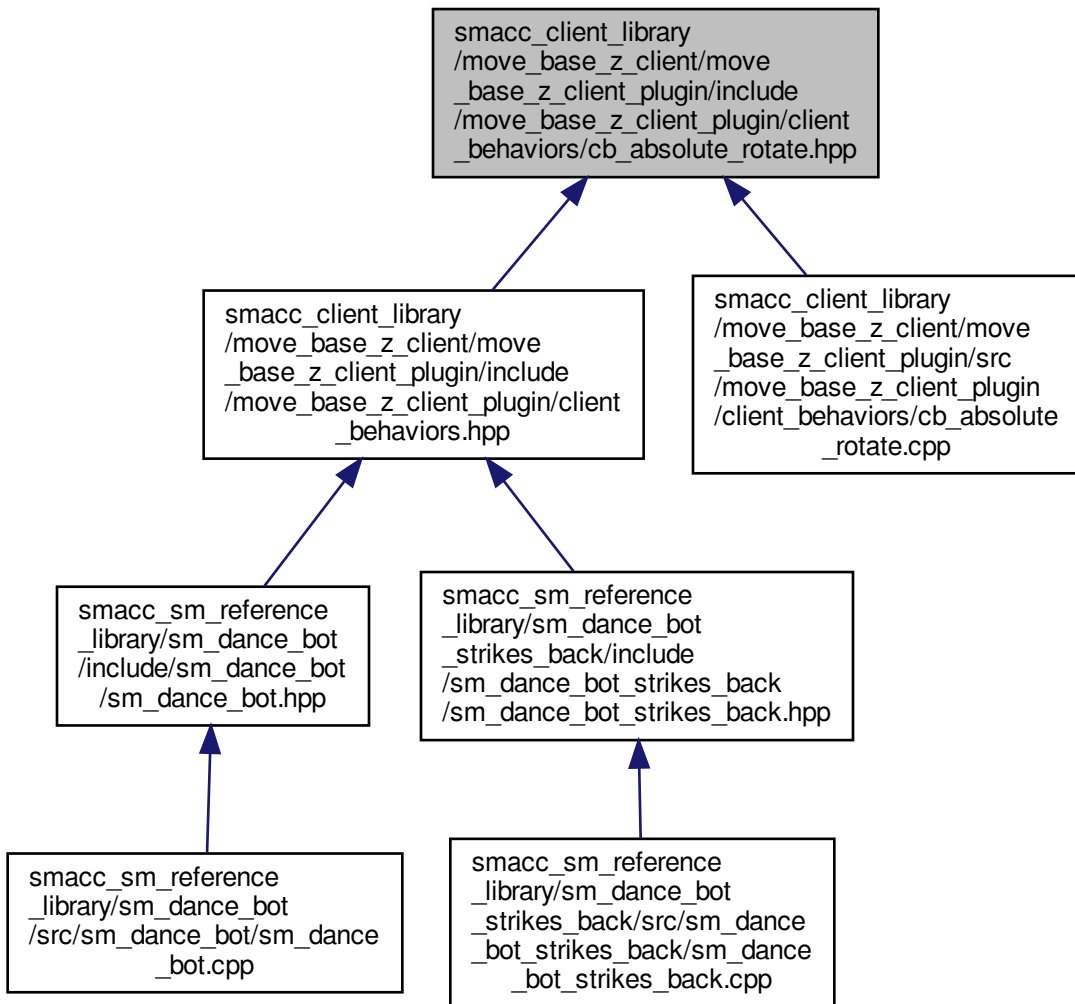 smacc_client_library
/move_base_z_client/move
_base_z_client_plugin/include
/move_base_z_client_plugin/client
_behaviors/cb_absolute_rotate.hpp
smacc_client_library
/move_base_z_client/move
_base_z_client_plugin/include
/move_base_z_client_plugin/client
_behaviors.hpp
smacc_client_library
/move_base_z_client/move
_base_z_client_plugin/src
/move_base_z_client_plugin
/client_behaviors/cb_absolute
_rotate.cpp
smacc_sm_reference
_library/sm_dance_bot
/include/sm_dance_bot
/sm_dance_bot.hpp
smacc_sm_reference
_library/sm_dance_bot
_strikes_back/include
/sm_dance_bot_strikes_back
/sm_dance_bot_strikes_back.hpp
smacc_sm_reference
_library/sm_dance_bot
/src/sm_dance_bot/sm_dance
_bot.cpp
smacc_sm_reference
_library/sm_dance_bot
_strikes_back/src/sm_dance
_bot_strikes_back/sm_dance
_bot_strikes_back.cpp